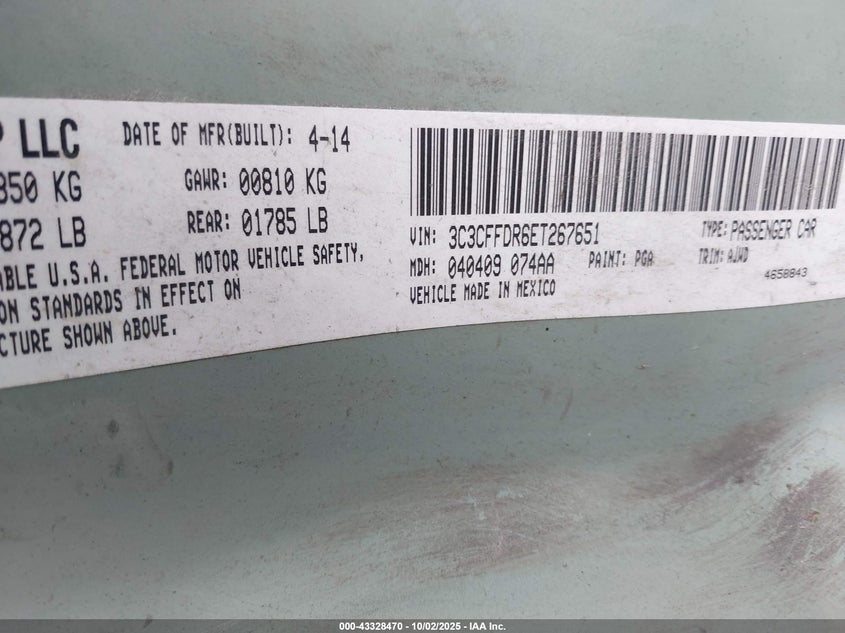 P LLC DATE OF MFR(BUILT): 4-14
350 KG GAWR: 00810 KG
872 LB REAR: 01785 LB
ABLE U.S.A. FEDERAL MOTOR VEHICLE SAFETY,
ON STANDARDS IN EFFECT ON
CTURE SHOWN ABOVE.
VIN: 3C3CFFDR6ET267651 TYPE: PASSENGER CAR
MDH: 040409 074AA PAINT: PGA TRIM: AJWD
VEHICLE MADE IN MEXICO 4658843
000-43328470 - 10/02/2025 - IAA Inc.